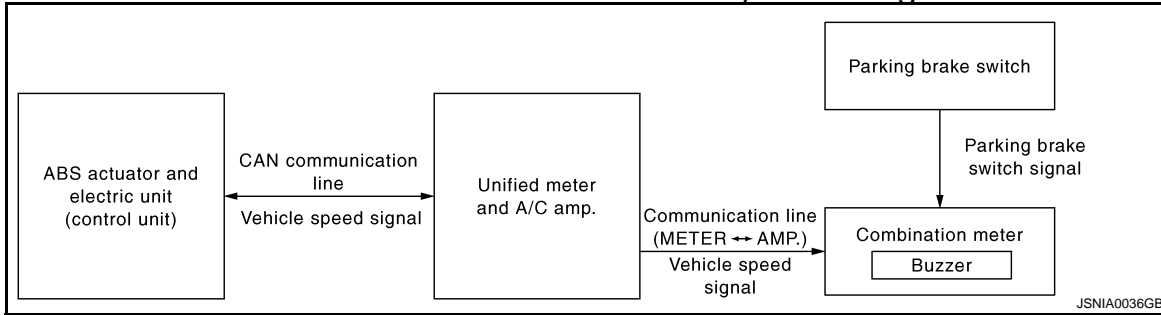 Parking brake switch
ABS actuator and
electric unit
(control unit)
CAN communication
line
Vehicle speed signal
Unified meter
and A/C amp.
Parking brake
switch signal
Communication line
(METER ↔ AMP.)
Vehicle speed
signal
Combination meter
Buzzer
JSNIA0036GB